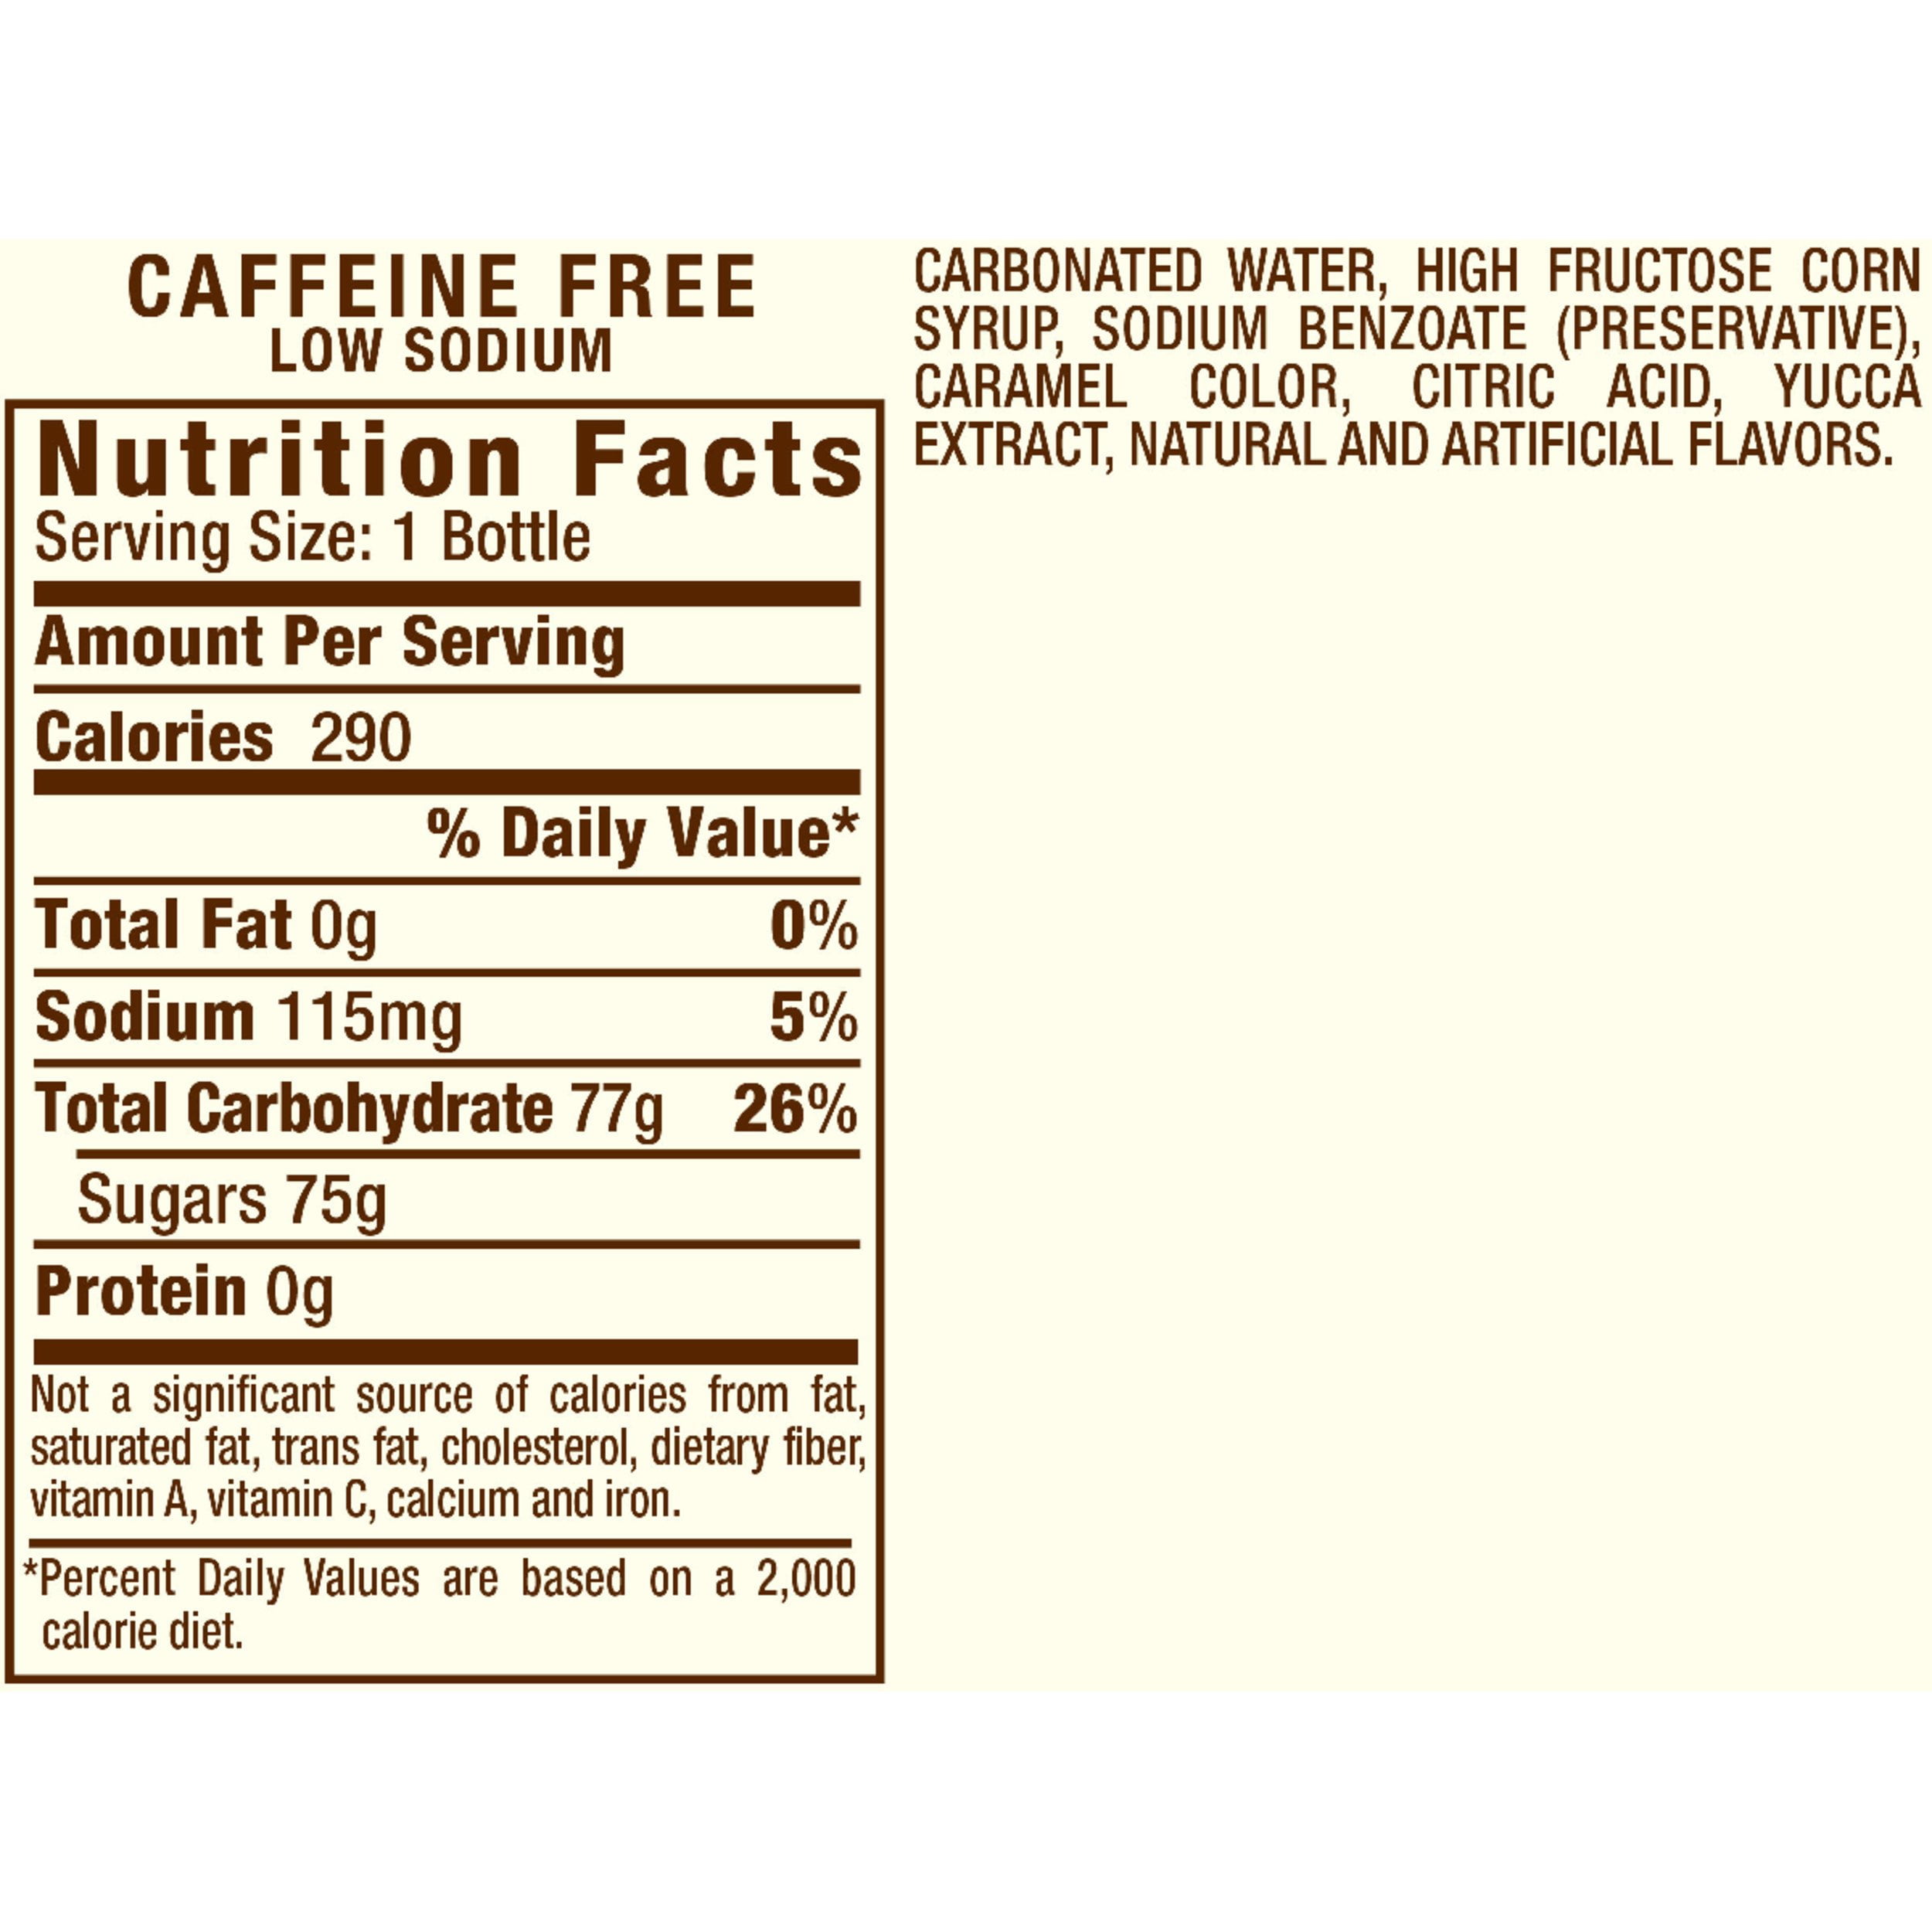 CAFFEINE FREE
LOW SODIUM
Nutrition Facts
Serving Size: 1 Bottle
Amount Per Serving
Calories 290
% Daily Value*
Total Fat 0g 0%
Sodium 115mg 5%
Total Carbohydrate 77g 26%
Sugars 75g
Protein 0g
Not a significant source of calories from fat,
saturated fat, trans fat, cholesterol, dietary fiber,
vitamin A, vitamin C, calcium and iron.
*Percent Daily Values are based on a 2,000
calorie diet.
CARBONATED WATER, HIGH FRUCTOSE CORN
SYRUP, SODIUM BENZOATE (PRESERVATIVE),
CARAMEL COLOR, CITRIC ACID, YUCCA
EXTRACT, NATURAL AND ARTIFICIAL FLAVORS.